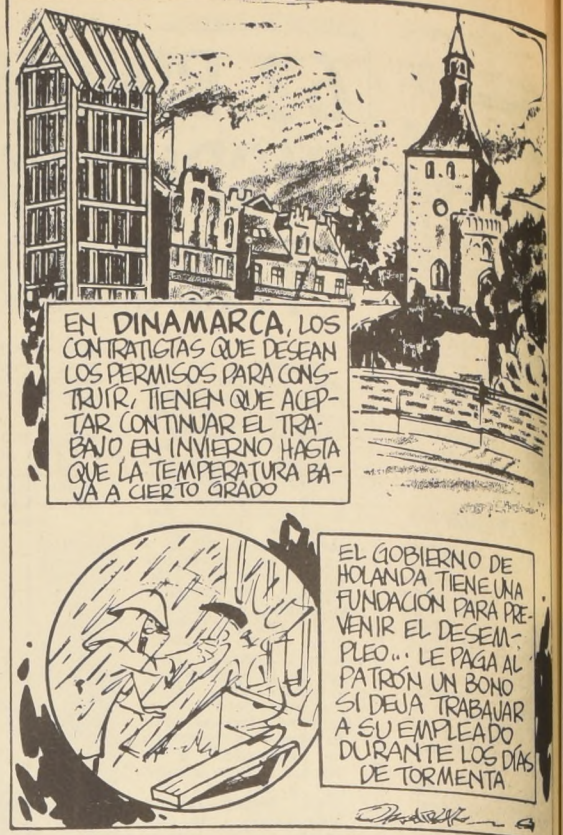 EN DINAMARCA, LOS
CONTRATISTAS QUE DESEAN
LOS PERMISOS PARA CONS-
TRUIR, TIENEN QUE ACEP-
TAR CONTINUAR EL TRA-
BAJO EN INVIERNO HASTA
QUE LA TEMPERATURA BA-
JA A CIERTO GRADO
EL GOBIERNO DE
HOLANDA TIENE UNA
FUNDACIÓN PARA PRE-
VENIR EL DESEM-
PLEO... LE PAGA AL
PATRÓN UN BONO
SI DEJA TRABAJAR
A SU EMPLEADO
DURANTE LOS DÍAS
DE TORMENTA